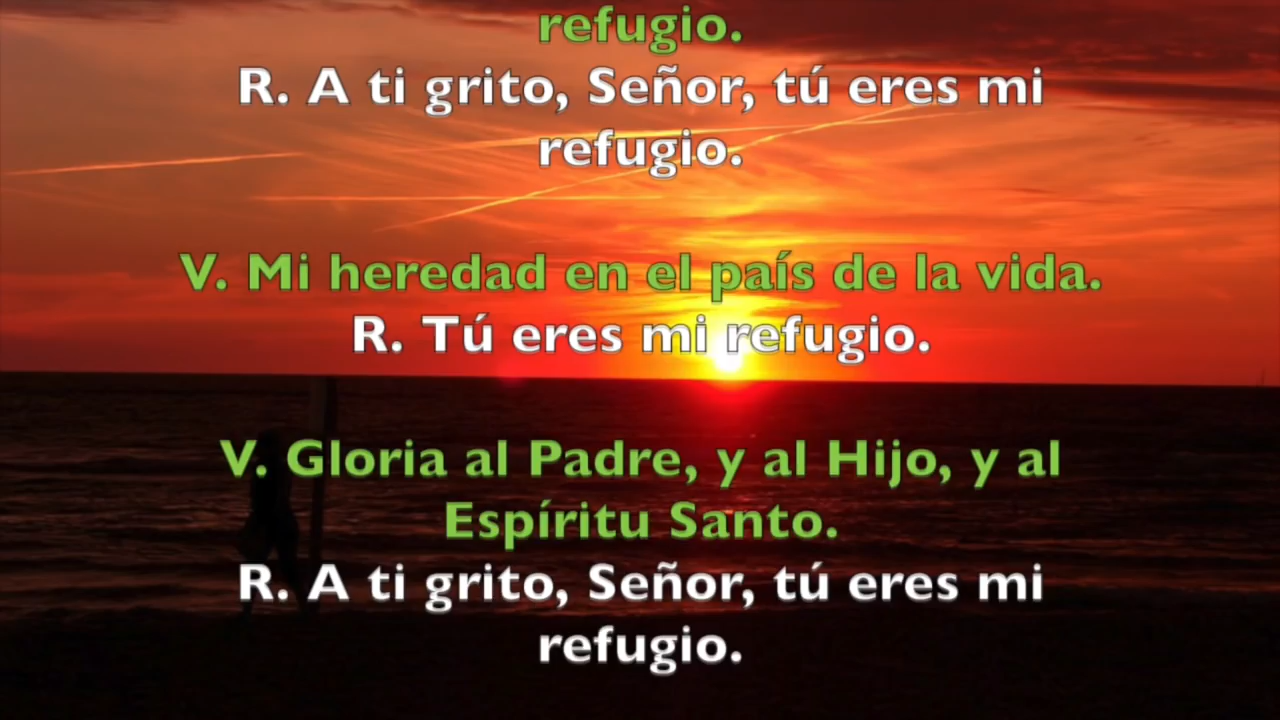 refugio.
R. A ti grito, Señor, tú eres mi
refugio.
V. Mi heredad en el país de la vida.
R. Tú eres mi refugio.
V. Gloria al Padre, y al Hijo, y al
Espíritu Santo.
R. A ti grito, Señor, tú eres mi
refugio.